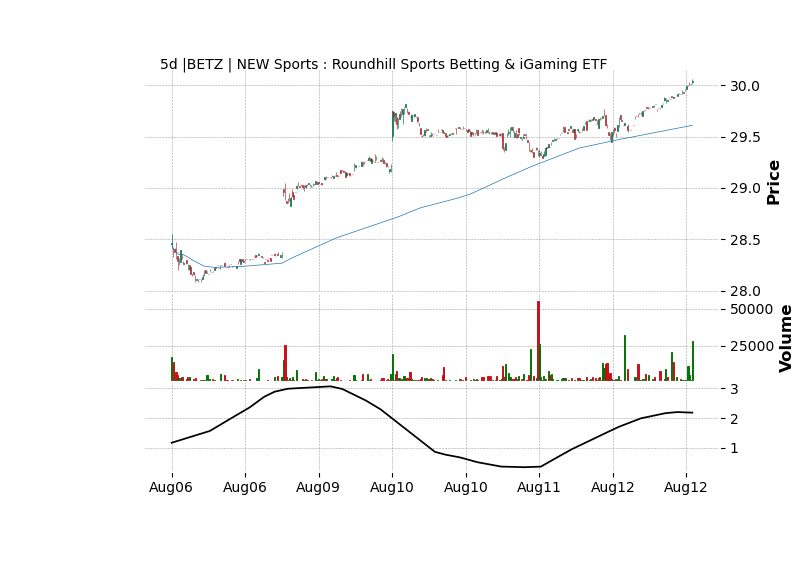 5d |BETZ | NEW Sports : Roundhill Sports Betting & iGaming ETF
30.0
29.5
29.0
28.5
28.0
Price
50000
25000
Volume
3
2
1
Aug06 Aug06 Aug09 Aug10 Aug10 Aug11 Aug12 Aug12